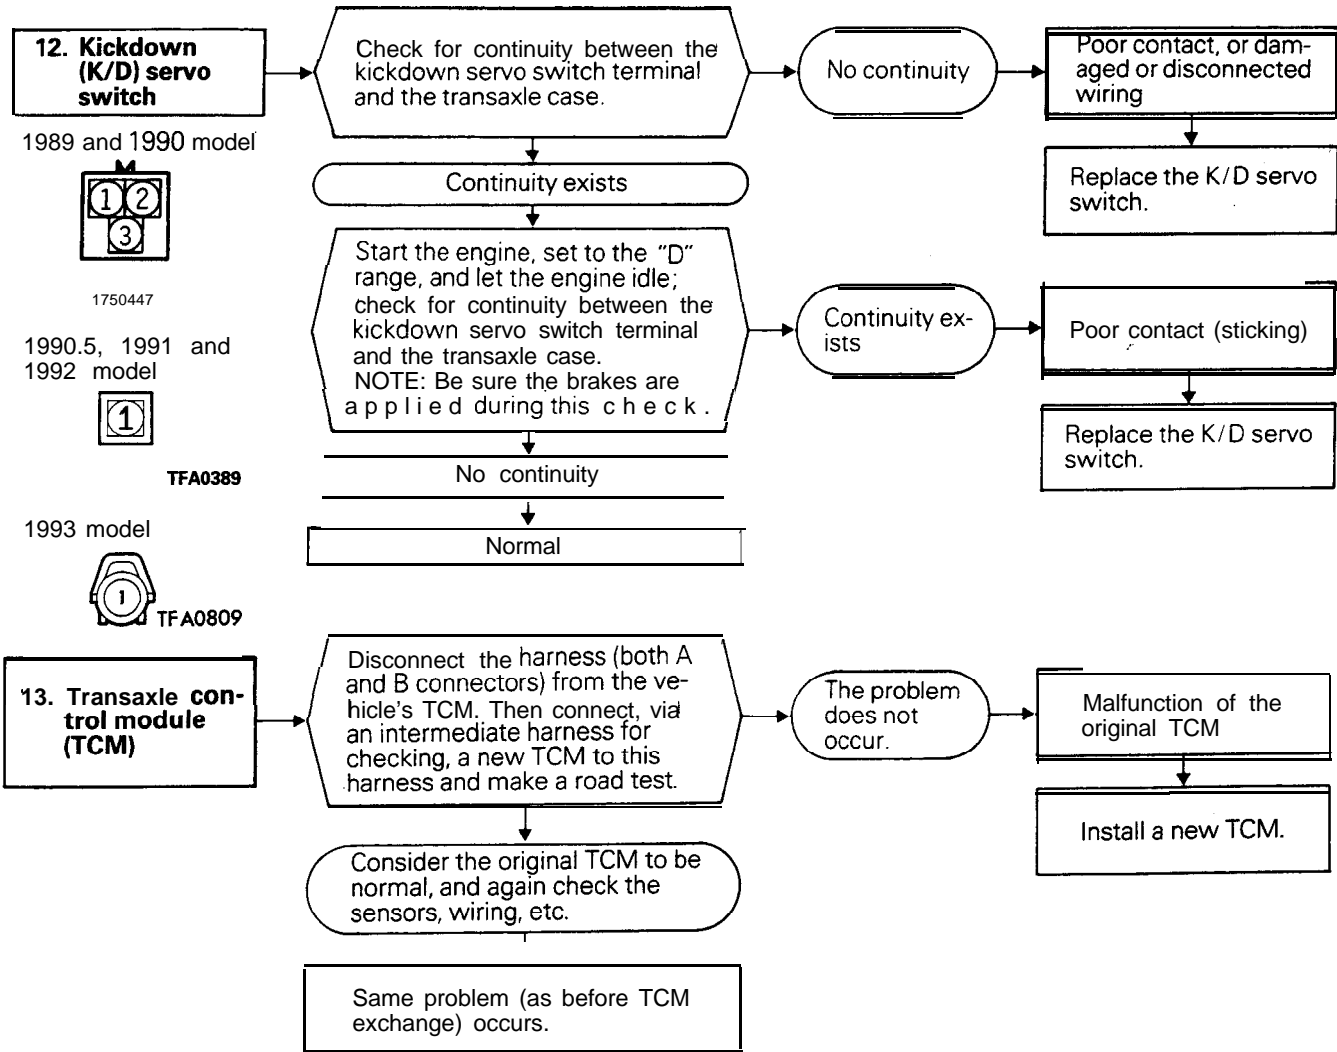 12. Kickdown
(K/D) servo
switch
Check for continuity between the
kickdown servo switch terminal
and the transaxle case.
No continuity
Poor contact, or dam-
aged or disconnected
wiring
Replace the K/D servo
switch.
1989 and 1990 model
1 2
3
1750447
Continuity exists
Start the engine, set to the "D"
range, and let the engine idle;
check for continuity between the
kickdown servo switch terminal
and the transaxle case.
NOTE: Be sure the brakes are
applied during this check.
Continuity ex-
ists
Poor contact (sticking)
Replace the K/D servo
switch.
1990.5, 1991 and
1992 model
1
TFA0389
No continuity
Normal
1993 model
1
TFA0809
13. Transaxle con-
trol module
(TCM)
Disconnect the harness (both A
and B connectors) from the ve-
hicle's TCM. Then connect, via
an intermediate harness for
checking, a new TCM to this
harness and make a road test.
The problem
does not
occur.
Malfunction of the
original TCM
Install a new TCM.
Consider the original TCM to be
normal, and again check the
sensors, wiring, etc.
Same problem (as before TCM
exchange) occurs.